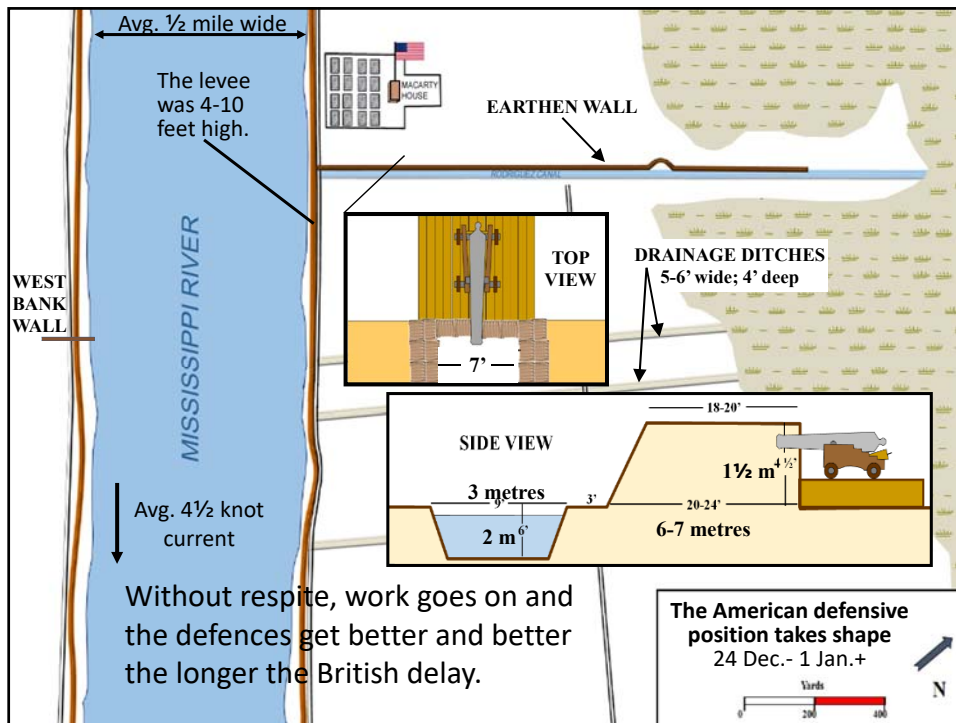 Avg. ½ mile wide
The levee
was 4-10
feet high.
MACARTY
HOUSE
EARTHEN WALL
RODRIGUEZ CANAL
MISSISSIPPI RIVER
WEST
BANK
WALL
TOP
VIEW
7’
DRAINAGE DITCHES
5-6’ wide; 4’ deep
SIDE VIEW
18-20’
1½ m 4 ½’
3 metres
9’
3’
20-24’
2 m 6’
6-7 metres
Avg. 4½ knot
current
Without respite, work goes on and
the defences get better and better
the longer the British delay.
The American defensive
position takes shape
24 Dec.- 1 Jan.+
N
Yards
0 200 400